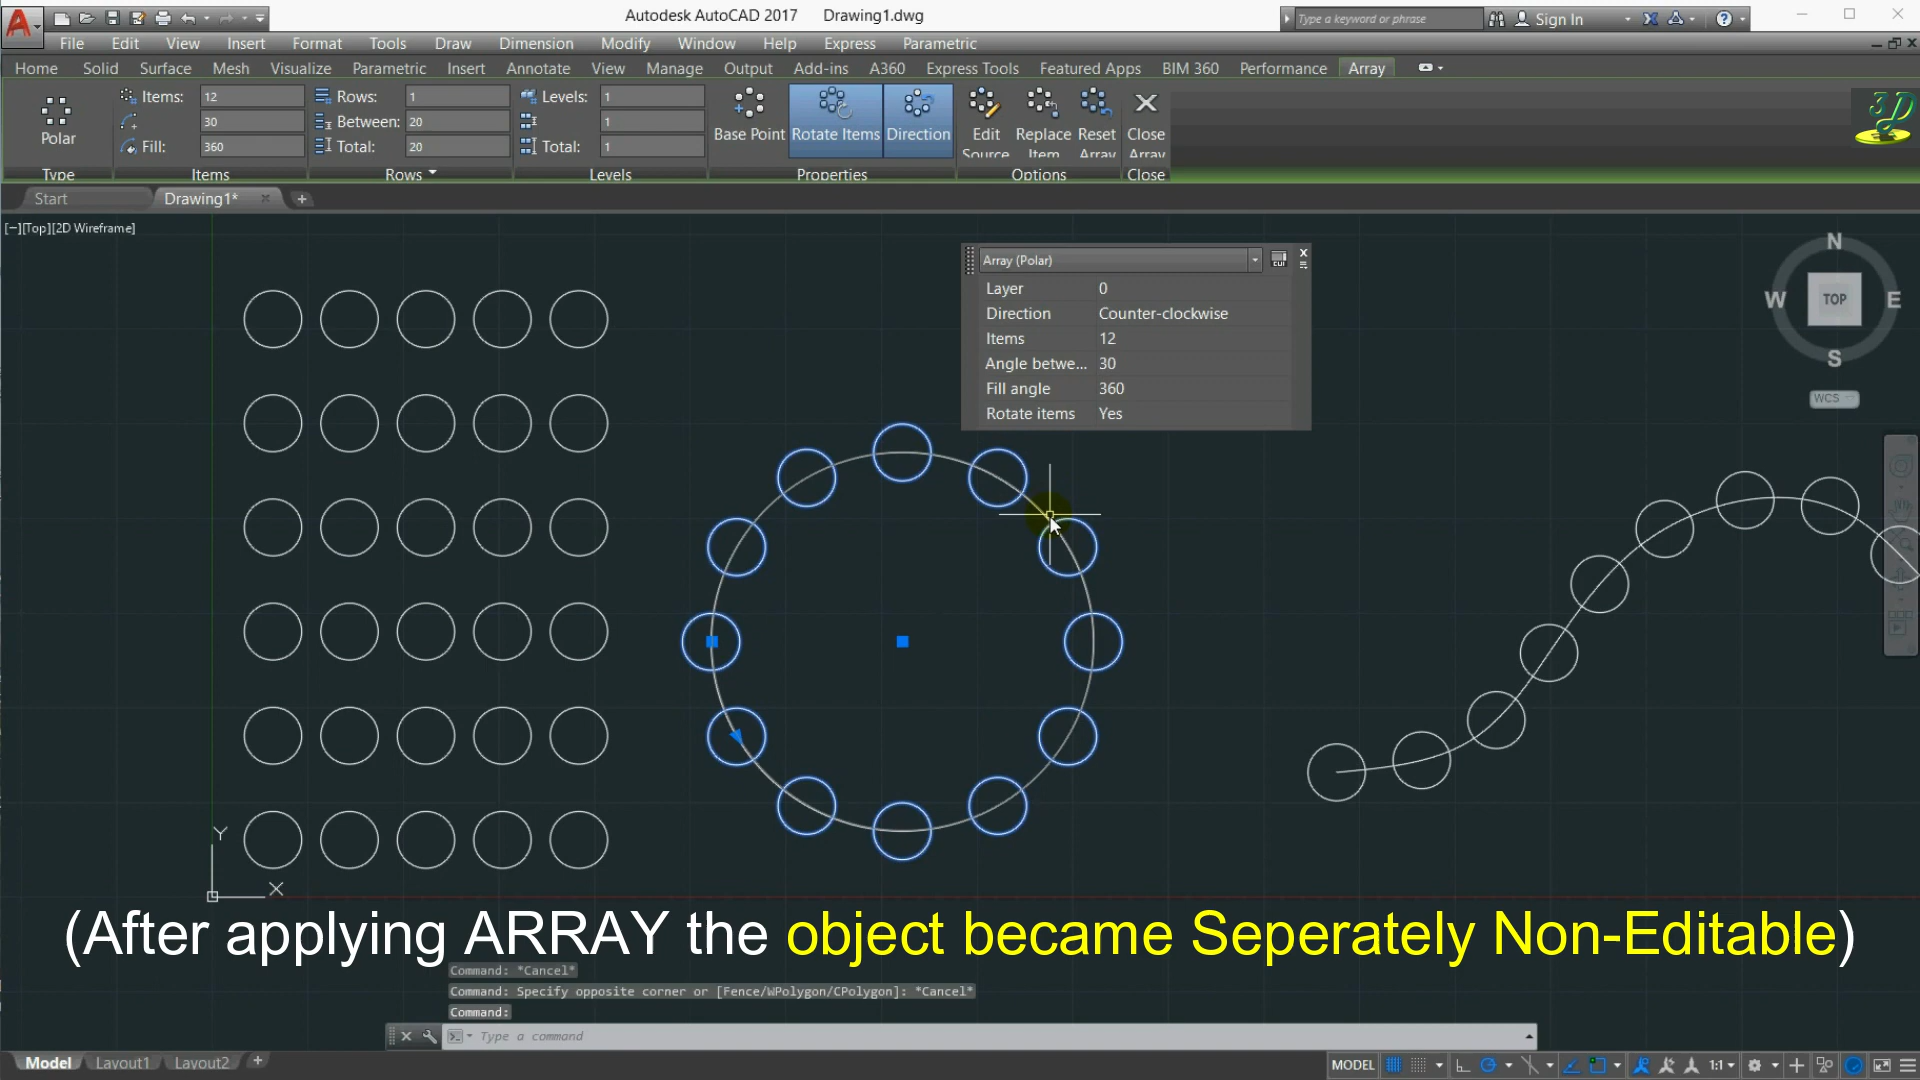 Autodesk AutoCAD 2017 Drawing1.dwg
Type a keyword or phrase
Sign In
File Edit View Insert Format Tools Draw Dimension Modify Window Help Express Parametric
Home Solid Surface Mesh Visualize Parametric Insert Annotate View Manage Output Add-ins A360 Express Tools Featured Apps BIM 360 Performance Array
Polar
Items: 12
30
Fill: 360
Rows: 1
Between: 20
Total: 20
Levels: 1
1
Total: 1
Base Point
Rotate Items
Direction
Edit Source
Replace Item
Reset Array
Close Array
3D
Type Items Rows Levels Properties Options Close
Start Drawing1*
[−][Top][2D Wireframe]
Array (Polar)
CUI
Layer 0
Direction Counter-clockwise
Items 12
Angle betwe... 30
Fill angle 360
Rotate items Yes
N
W TOP E
S
WCS
Y
X
(After applying ARRAY the object became Seperately Non-Editable)
Command: *Cancel*
Command: Specify opposite corner or [Fence/WPolygon/CPolygon]: *Cancel*
Command:
Type a command
Model Layout1 Layout2 +
MODEL 1:1